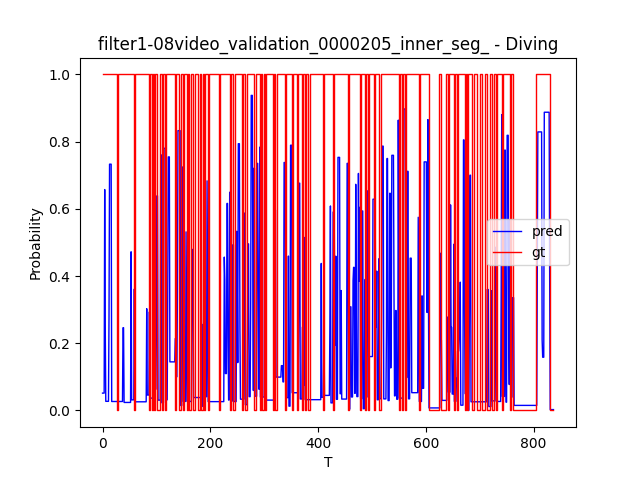 filter1-08video_validation_0000205_inner_seg_ - Diving
1.0
0.8
0.6
0.4
0.2
0.0
Probability
pred
gt
0
200
400
600
800
T